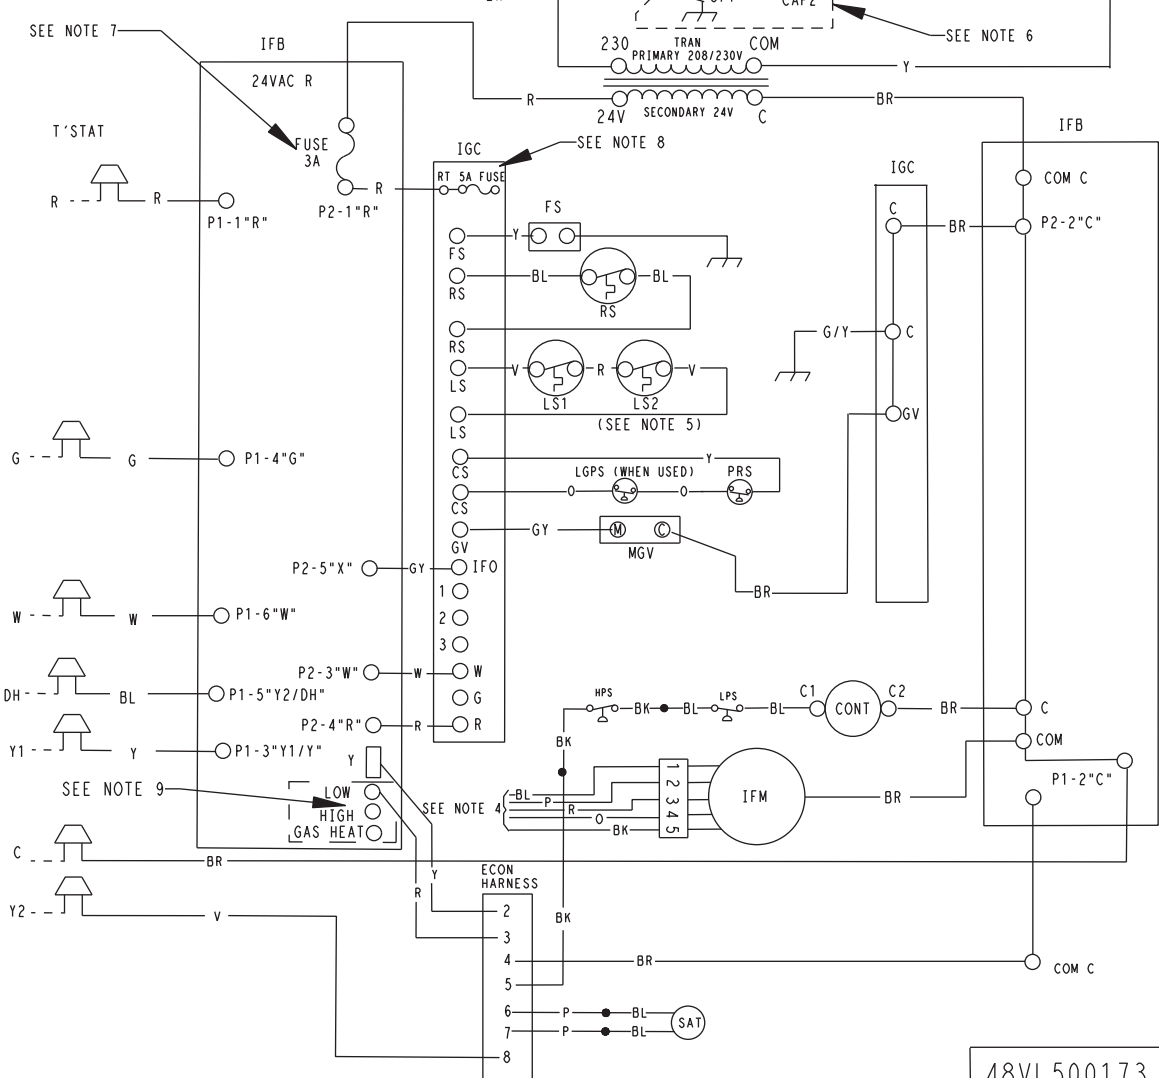 CAP2
SEE NOTE 7
SEE NOTE 6
IFB
230
TRAN
COM
PRIMARY 208/230V
Y
24VAC R
R
BR
24V
SECONDARY 24V
C
T'STAT
FUSE
3A
IGC
SEE NOTE 8
IFB
RT 5A FUSE
IGC
COM C
R
R
P1-1"R"
P2-1"R"
R
FS
C
BR
P2-2"C"
FS
Y
RS
BL
BL
RS
RS
G/Y
C
LS
V
R
V
LS1
LS2
(SEE NOTE 5)
LS
GV
G
G
P1-4"G"
CS
Y
LGPS (WHEN USED)
PRS
CS
O
O
GV
GY
M
C
MGV
P2-5"X"
GY
IFO
BR
1
2
3
W
W
P1-6"W"
P2-3"W"
W
W
G
DH
BL
P1-5"Y2/DH"
P2-4"R"
R
R
HPS
BK
BL
LPS
BL
C1
CONT
C2
BR
C
BK
COM
Y1
Y
P1-3"Y1/Y"
Y
P1-2"C"
SEE NOTE 9
LOW
HIGH
GAS HEAT
SEE NOTE 4
BL
P
R
O
BK
1
2
3
4
5
IFM
BR
C
BR
ECON
HARNESS
Y
R
Y2
V
2
3
BK
4
BR
COM C
5
6
P
BL
SAT
7
P
BL
8
48VL500173